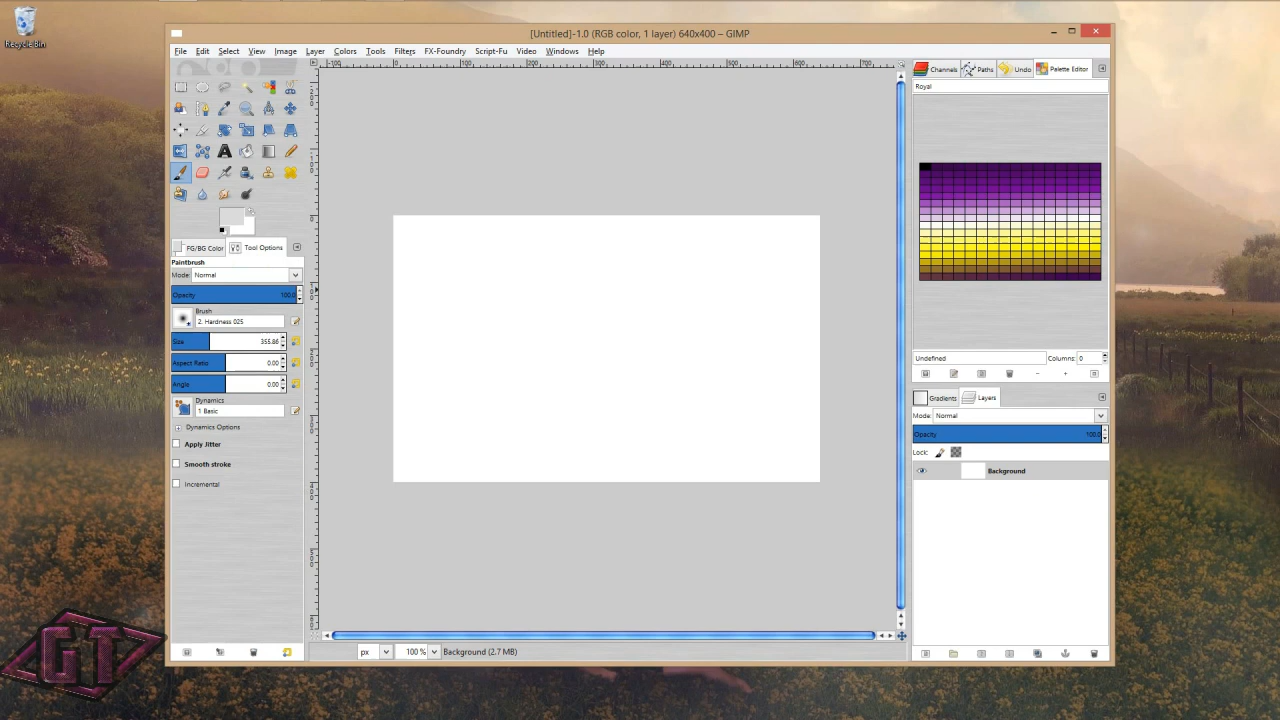 Recycle Bin
[Untitled]-1.0 (RGB color, 1 layer) 640x400 – GIMP
File Edit Select View Image Layer Colors Tools Filters FX-Foundry Script-Fu Video Windows Help
Channels Paths Undo Palette Editor
Royal
FG/BG Color Tool Options
Paintbrush
Mode: Normal
Opacity 100.0
Brush
2. Hardness 025
Size 355.86
Aspect Ratio 0.00
Angle 0.00
Dynamics
1 Basic
Dynamics Options
Apply Jitter
Smooth stroke
Incremental
Undefined Columns: 0
Gradients Layers
Mode: Normal
Opacity 100.0
Lock:
Background
px 100 % Background (2.7 MB)
GT